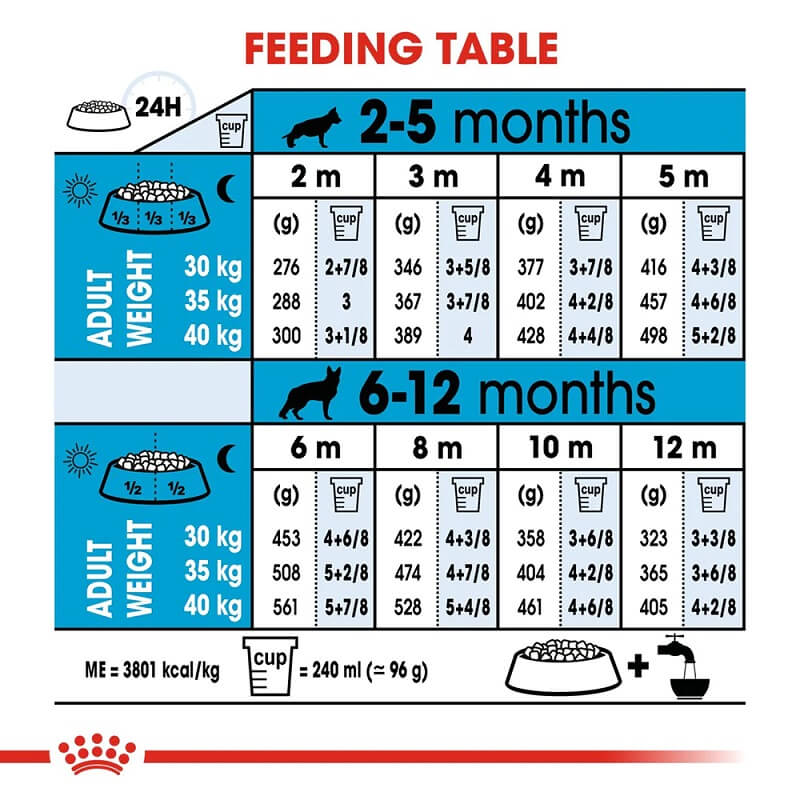 FEEDING TABLE
24H
cup
2-5 months
2 m 3 m 4 m 5 m
1/3 1/3 1/3
(g) cup (g) cup (g) cup (g) cup
ADULT WEIGHT
30 kg 276 2+7/8 346 3+5/8 377 3+7/8 416 4+3/8
35 kg 288 3 367 3+7/8 402 4+2/8 457 4+6/8
40 kg 300 3+1/8 389 4 428 4+4/8 498 5+2/8
6-12 months
6 m 8 m 10 m 12 m
1/2 1/2
(g) cup (g) cup (g) cup (g) cup
ADULT WEIGHT
30 kg 453 4+6/8 422 4+3/8 358 3+6/8 323 3+3/8
35 kg 508 5+2/8 474 4+7/8 404 4+2/8 365 3+6/8
40 kg 561 5+7/8 528 5+4/8 461 4+6/8 405 4+2/8
ME = 3801 kcal/kg cup = 240 ml (≃ 96 g) +